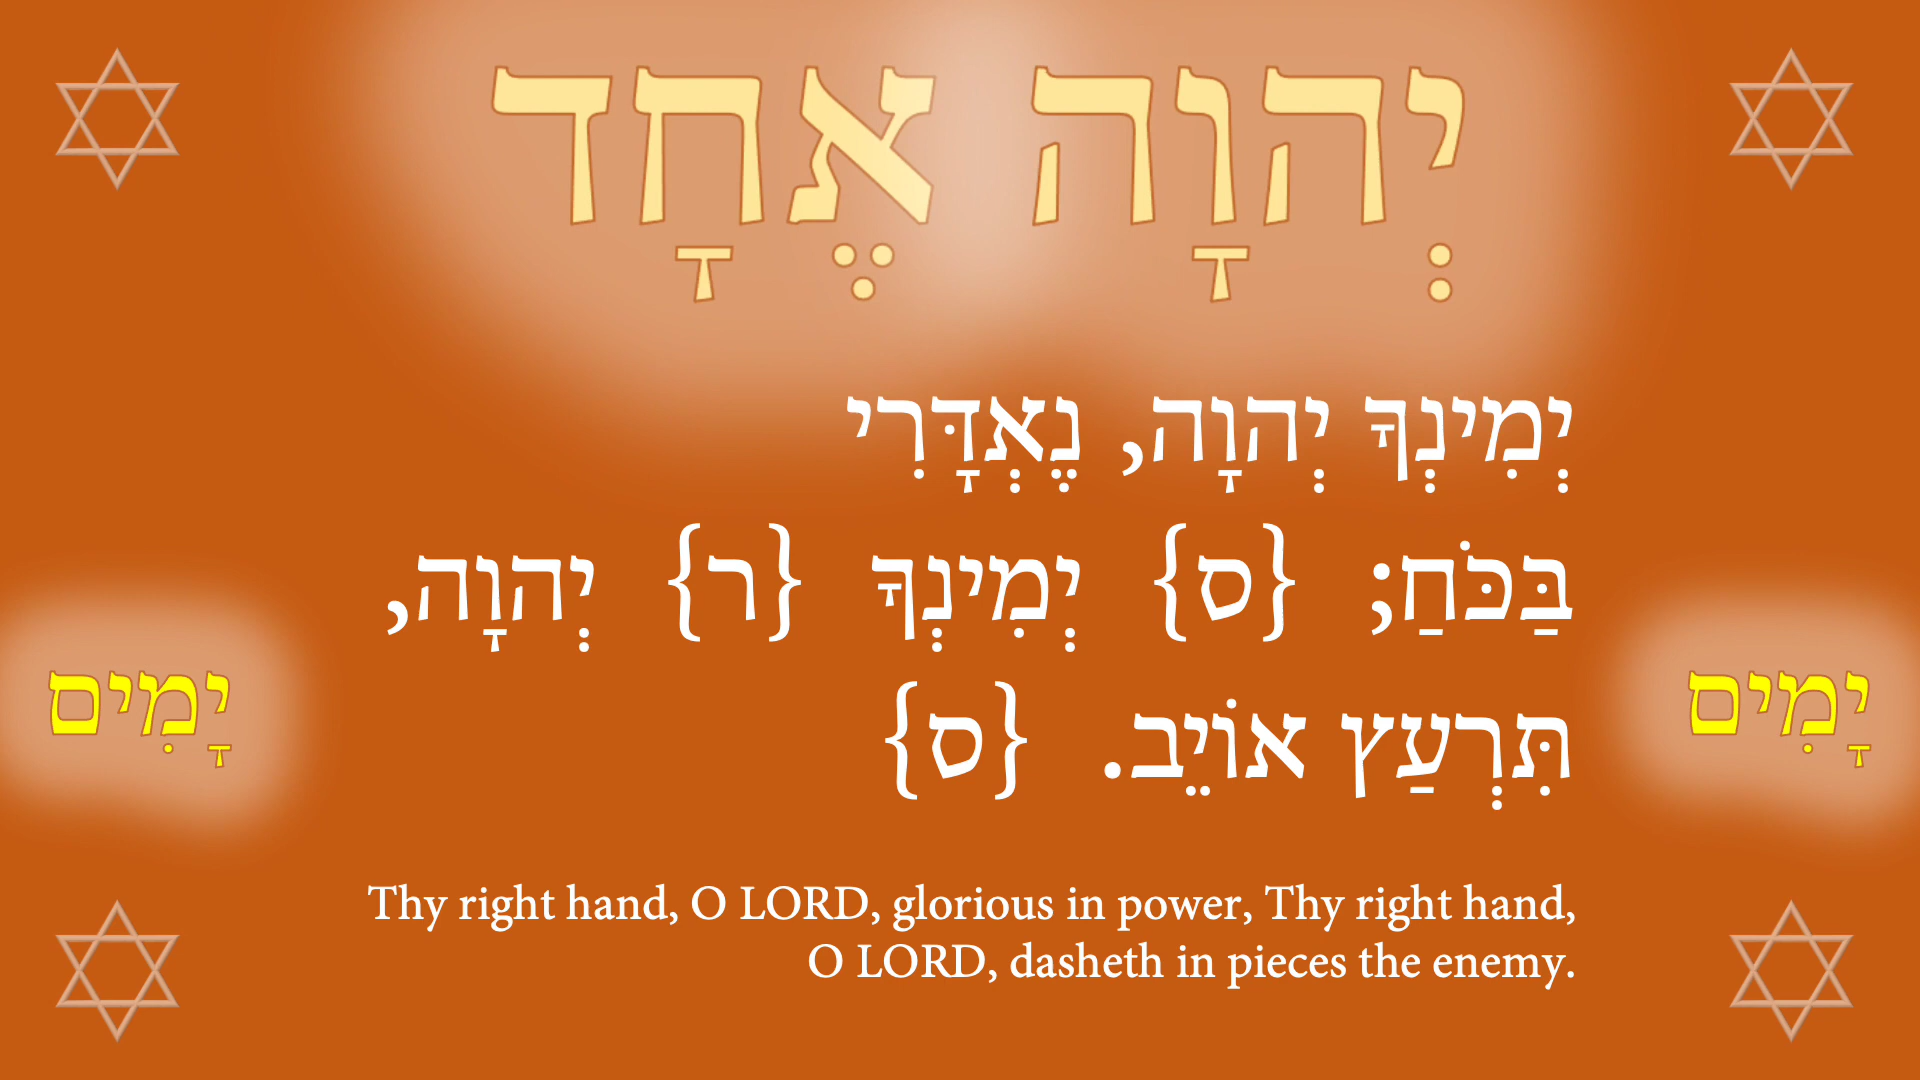 יְהוָה אֶחָד
יְמִינְךָ יְהוָה, נֶאְדָּרִי
בַּכֹּחַ; {ס} יְמִינְךָ {ר} יְהוָה,
תִּרְעַץ אוֹיֵב. {ס}
יָמִים
יָמִים
Thy right hand, O LORD, glorious in power, Thy right hand,
O LORD, dasheth in pieces the enemy.